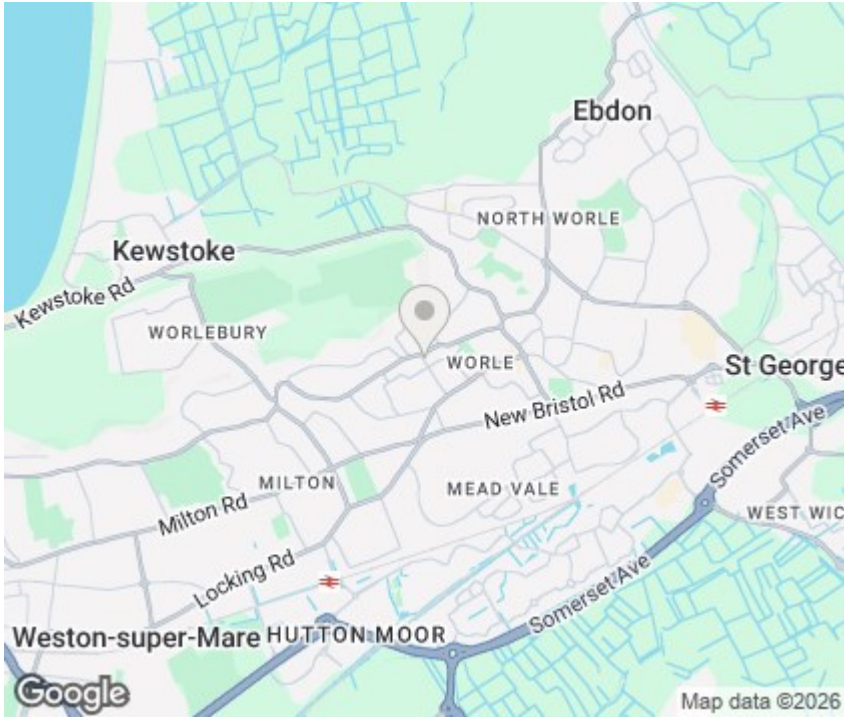 Ebdon
NORTH WORLE
Kewstoke
Kewstoke Rd
WORLEBURY
WORLE
St George
New Bristol Rd
Somerset Ave
MILTON
MEAD VALE
Milton Rd
WEST WIC
Locking Rd
Somerset Ave
Weston-super-Mare
HUTTON MOOR
Google
Map data ©2026